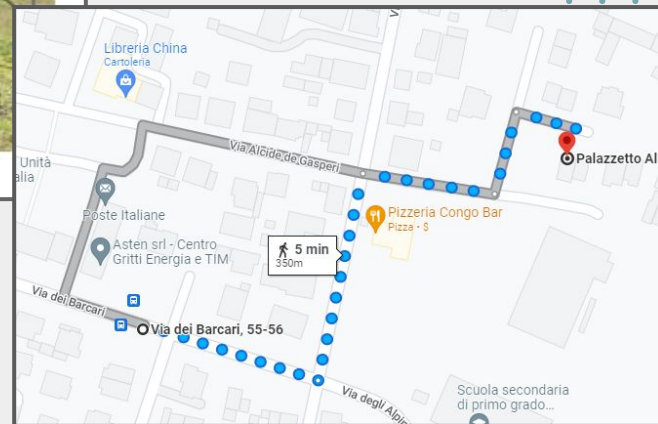 Libreria China
Cartoleria
Via Alcide de Gasperi
Unità
Poste Italiane
Pizzeria Congo Bar
Pizza · $
Palazzetto Al
5 min
350m
Asten srl - Centro
Gritti Energia e TIM
Via dei Barcari
Via dei Barcari, 55-56
Via degli Alpin
Scuola secondaria
di primo grado...